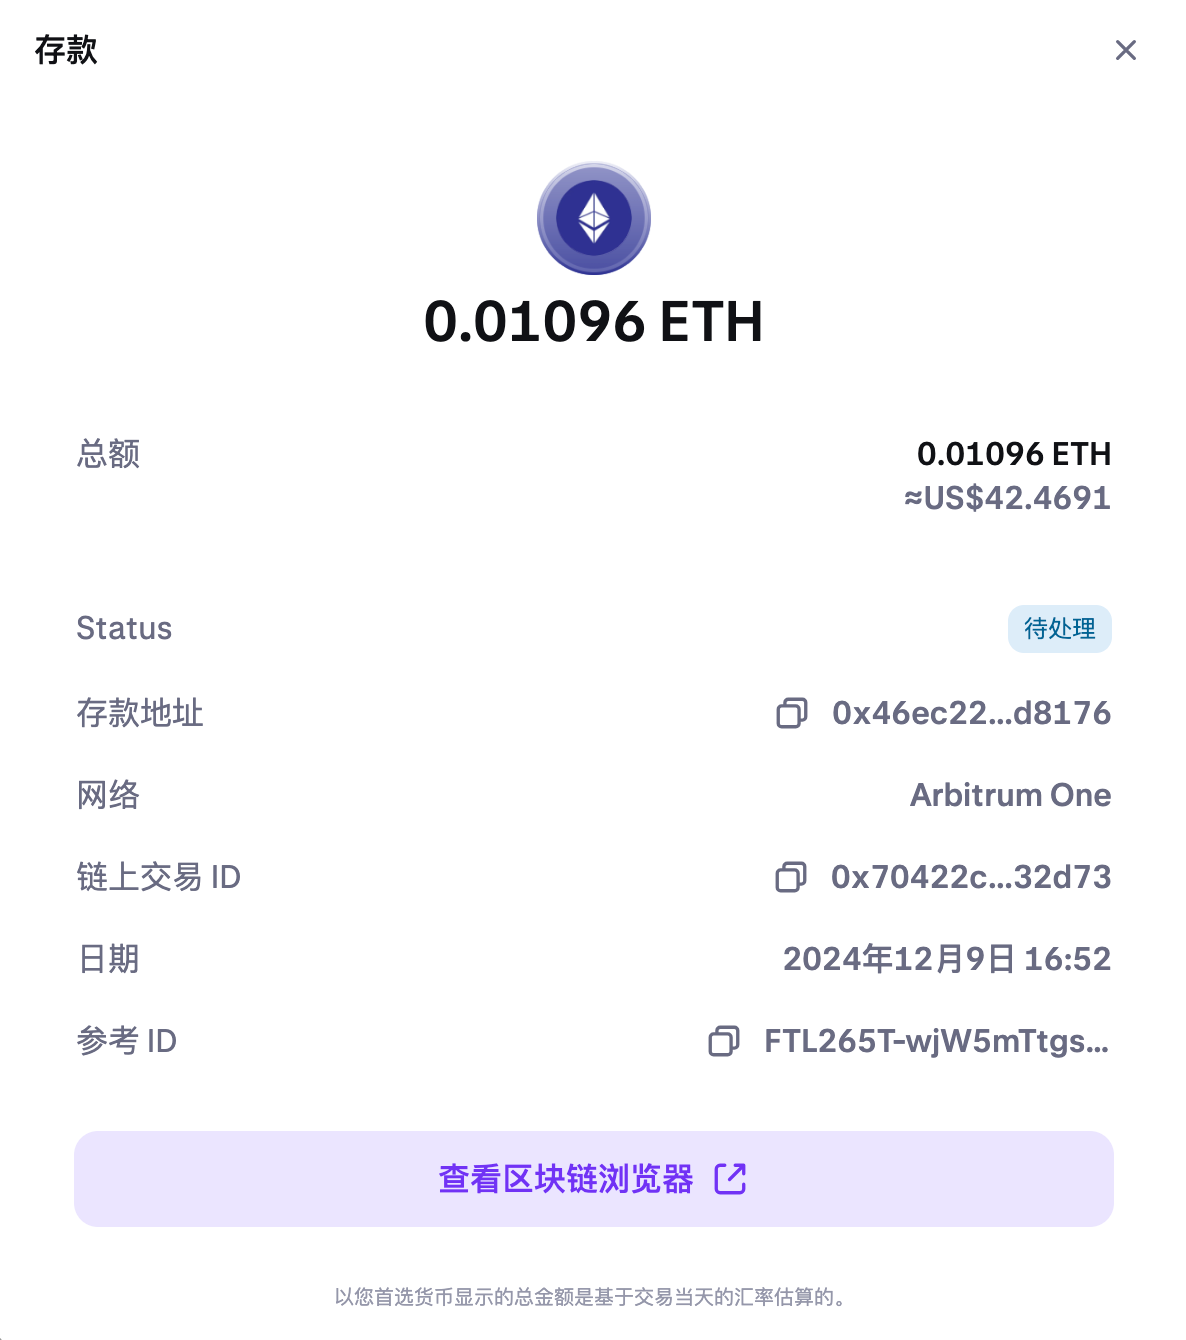 存款
0.01096 ETH
总额
0.01096 ETH
≈US$42.4691
Status
待处理
存款地址
0x46ec22...d8176
网络
Arbitrum One
链上交易 ID
0x70422c...32d73
日期
2024年12月9日 16:52
参考 ID
FTL265T-wjW5mTtgs...
查看区块链浏览器
以您首选货币显示的总金额是基于交易当天的汇率估算的。